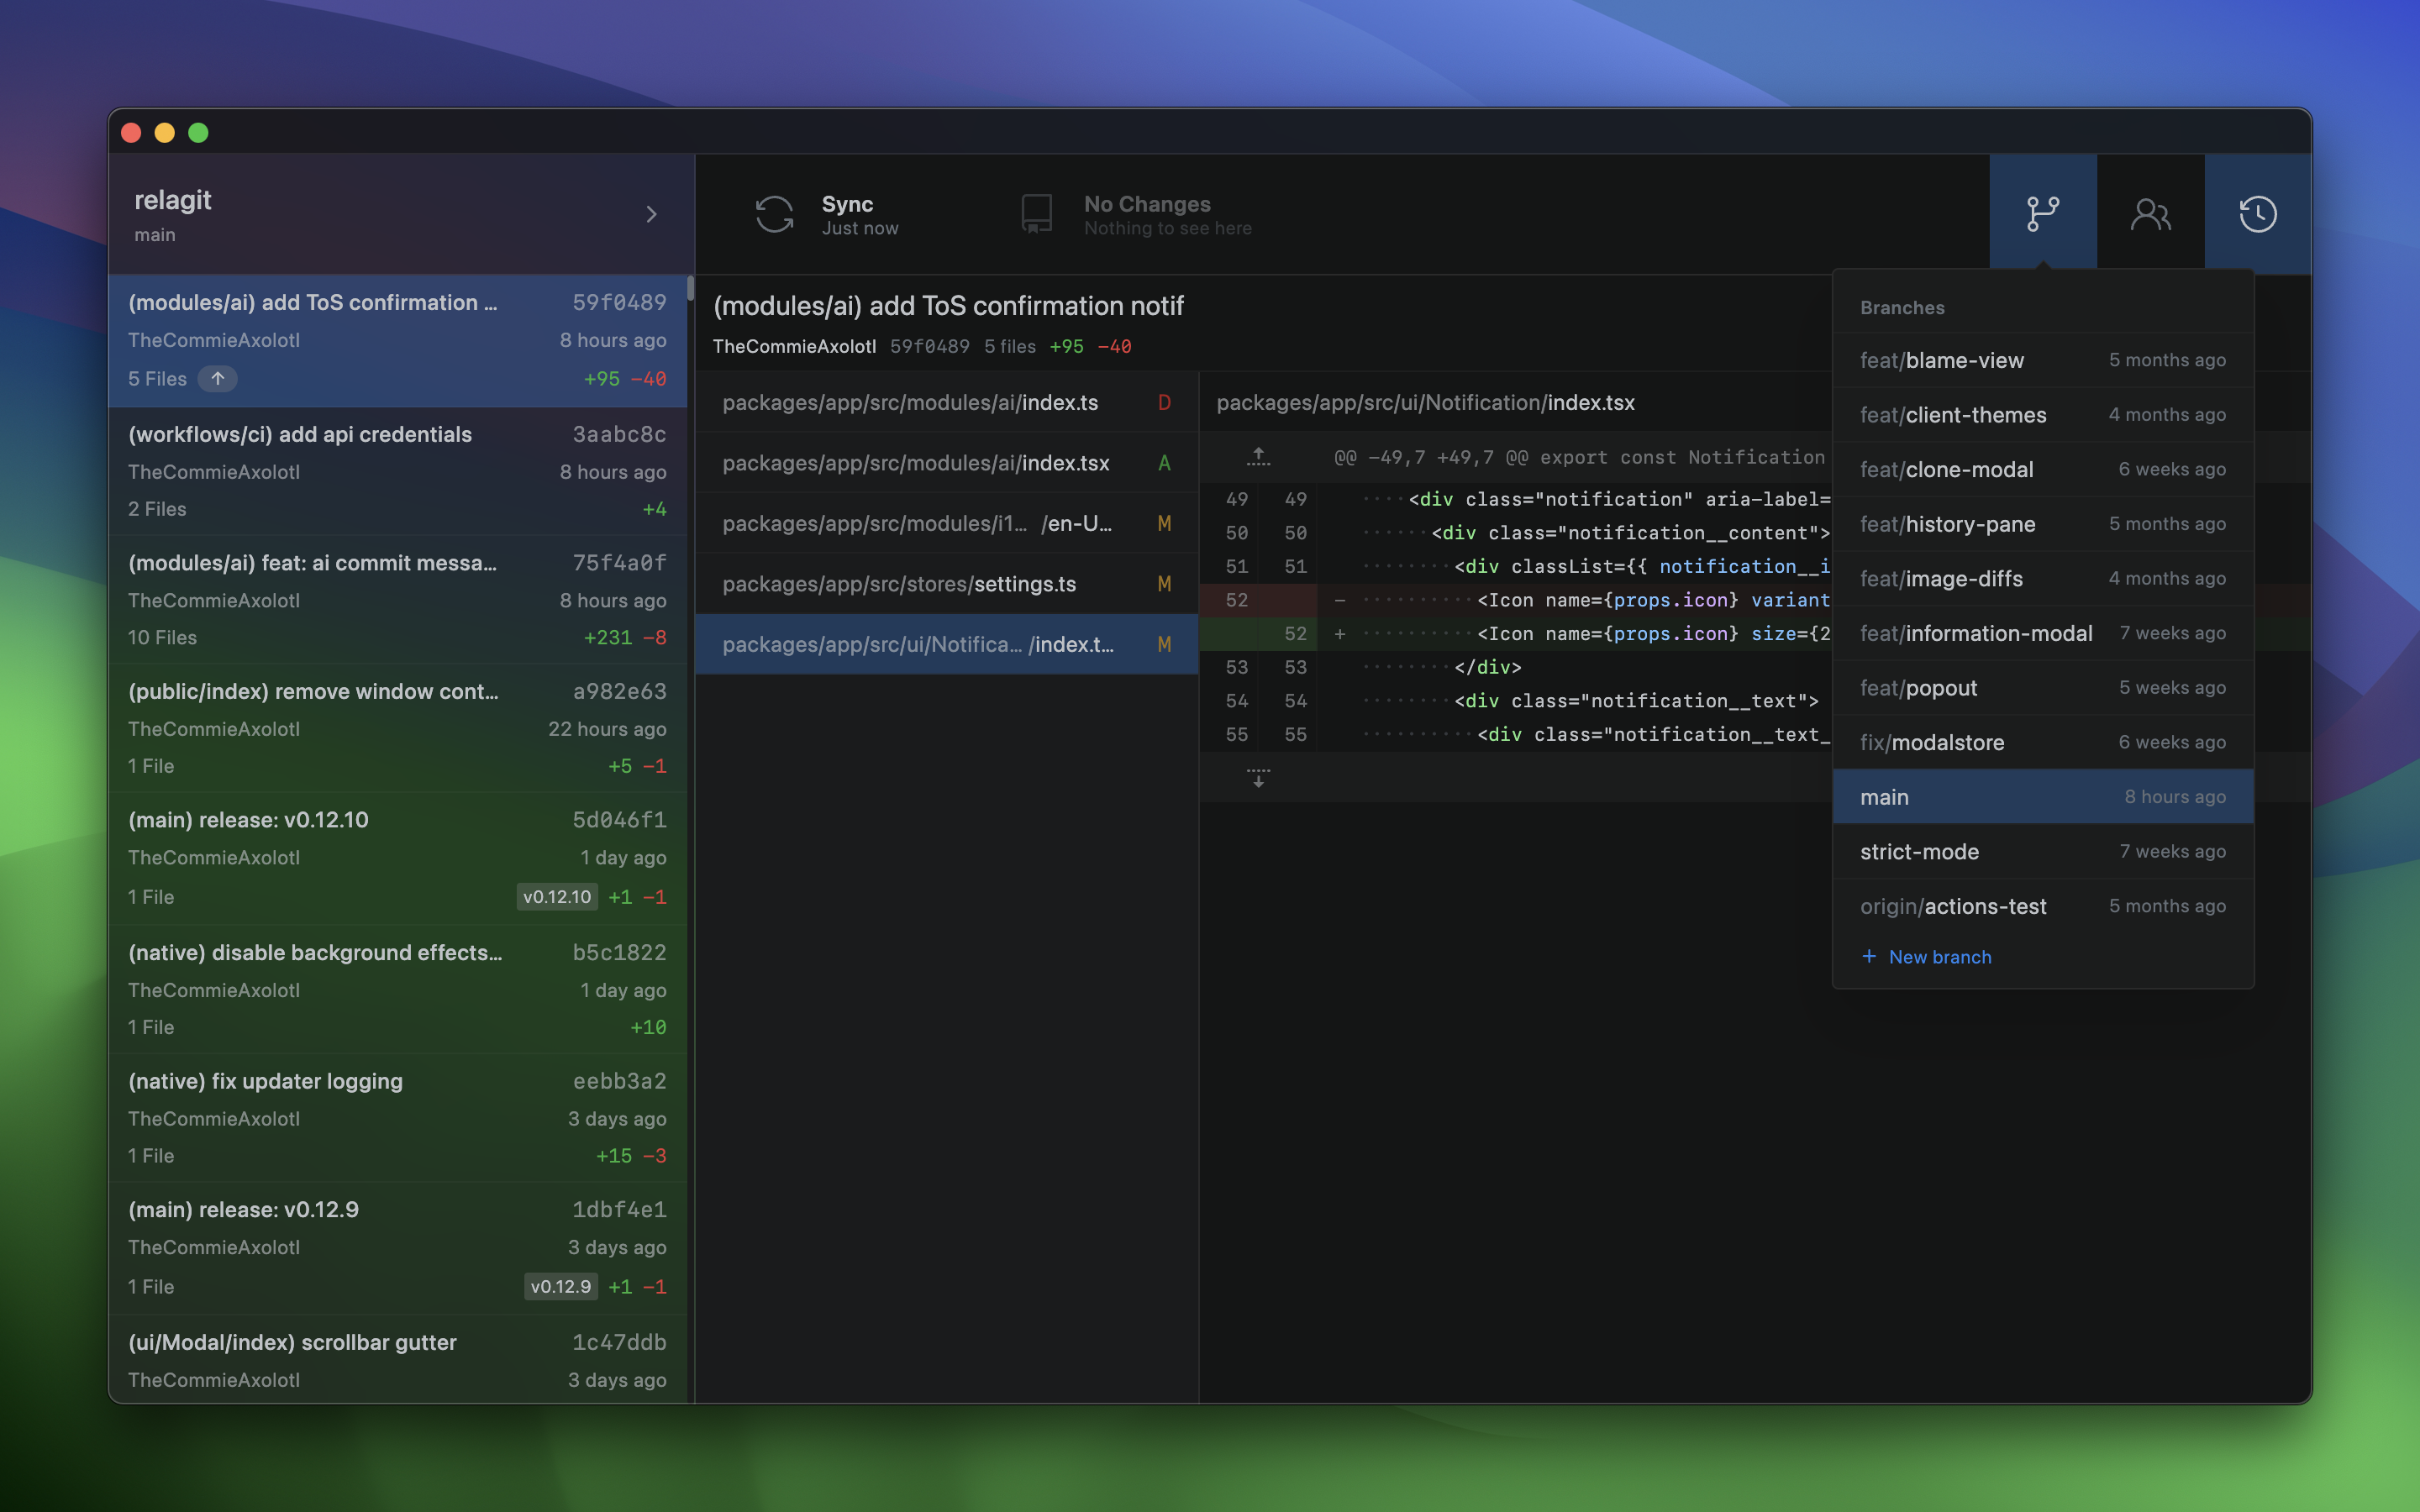 relagit
main
(modules/ai) add ToS confirmation ... 59f0489
TheCommieAxolotl 8 hours ago
5 Files +95 −40
(workflows/ci) add api credentials 3aabc8c
TheCommieAxolotl 8 hours ago
2 Files +4
(modules/ai) feat: ai commit messa... 75f4a0f
TheCommieAxolotl 8 hours ago
10 Files +231 −8
(public/index) remove window cont... a982e63
TheCommieAxolotl 22 hours ago
1 File +5 −1
(main) release: v0.12.10 5d046f1
TheCommieAxolotl 1 day ago
1 File v0.12.10 +1 −1
(native) disable background effects... b5c1822
TheCommieAxolotl 1 day ago
1 File +10
(native) fix updater logging eebb3a2
TheCommieAxolotl 3 days ago
1 File +15 −3
(main) release: v0.12.9 1dbf4e1
TheCommieAxolotl 3 days ago
1 File v0.12.9 +1 −1
(ui/Modal/index) scrollbar gutter 1c47ddb
TheCommieAxolotl 3 days ago
Sync
Just now
No Changes
Nothing to see here
(modules/ai) add ToS confirmation notif
TheCommieAxolotl 59f0489 5 files +95 −40
packages/app/src/modules/ai/index.ts D
packages/app/src/modules/ai/index.tsx A
packages/app/src/modules/i1... /en-U... M
packages/app/src/stores/settings.ts M
packages/app/src/ui/Notifica... /index.t... M
packages/app/src/ui/Notification/index.tsx
@@ −49,7 +49,7 @@ export const Notification
49 49 ····<div class="notification" aria-label=
50 50 ······<div class="notification__content">
51 51 ········<div classList={{ notification__i
52 − ··········<Icon name={props.icon} variant
52 + ··········<Icon name={props.icon} size={2
53 53 ········</div>
54 54 ········<div class="notification__text">
55 55 ··········<div class="notification__text_
Branches
feat/blame-view 5 months ago
feat/client-themes 4 months ago
feat/clone-modal 6 weeks ago
feat/history-pane 5 months ago
feat/image-diffs 4 months ago
feat/information-modal 7 weeks ago
feat/popout 5 weeks ago
fix/modalstore 6 weeks ago
main 8 hours ago
strict-mode 7 weeks ago
origin/actions-test 5 months ago
+ New branch